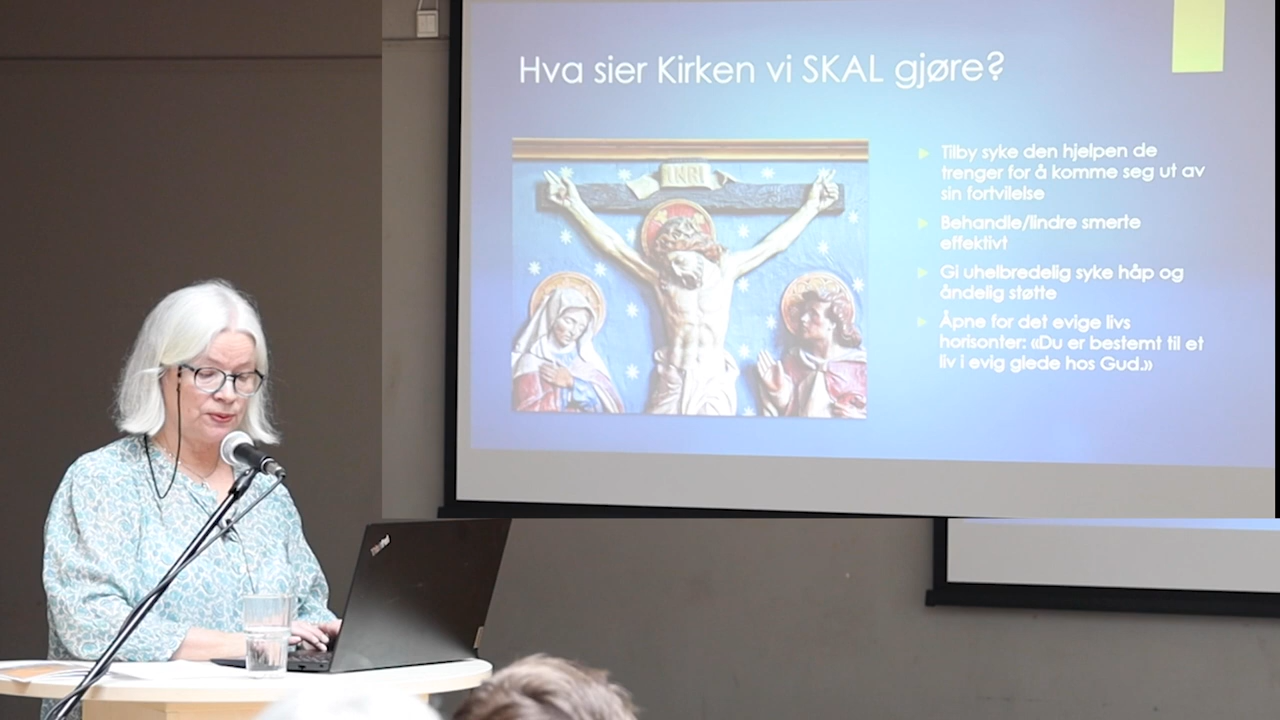 Hva sier Kirken vi SKAL gjøre?
INRI
Tilby syke den hjelpen de
trenger for å komme seg ut av
sin fortvilelse
Behandle/lindre smerte
effektivt
Gi uhelbredelig syke håp og
åndelig støtte
Åpne for det evige livs
horisonter: «Du er bestemt til et
liv i evig glede hos Gud.»
ThinkPad